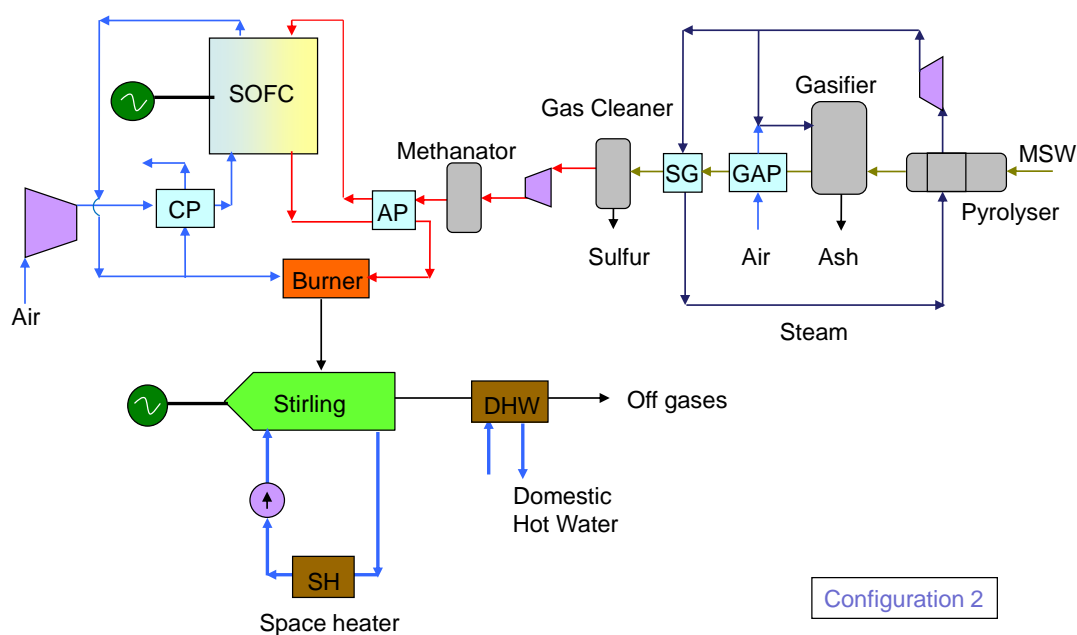 SOFC
Gasifier
Gas Cleaner
Methanator
MSW
SG
GAP
CP
AP
Pyrolyser
Sulfur
Air
Ash
Burner
Air
Steam
Stirling
DHW
Off gases
Domestic
Hot Water
SH
Configuration 2
Space heater